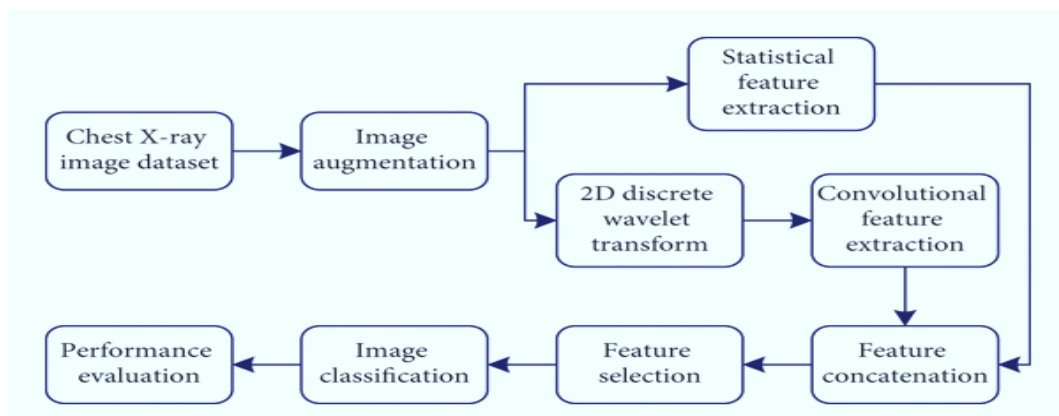 Chest X-ray
image dataset
Image
augmentation
Statistical
feature
extraction
2D discrete
wavelet
transform
Convolutional
feature
extraction
Feature
concatenation
Feature
selection
Image
classification
Performance
evaluation